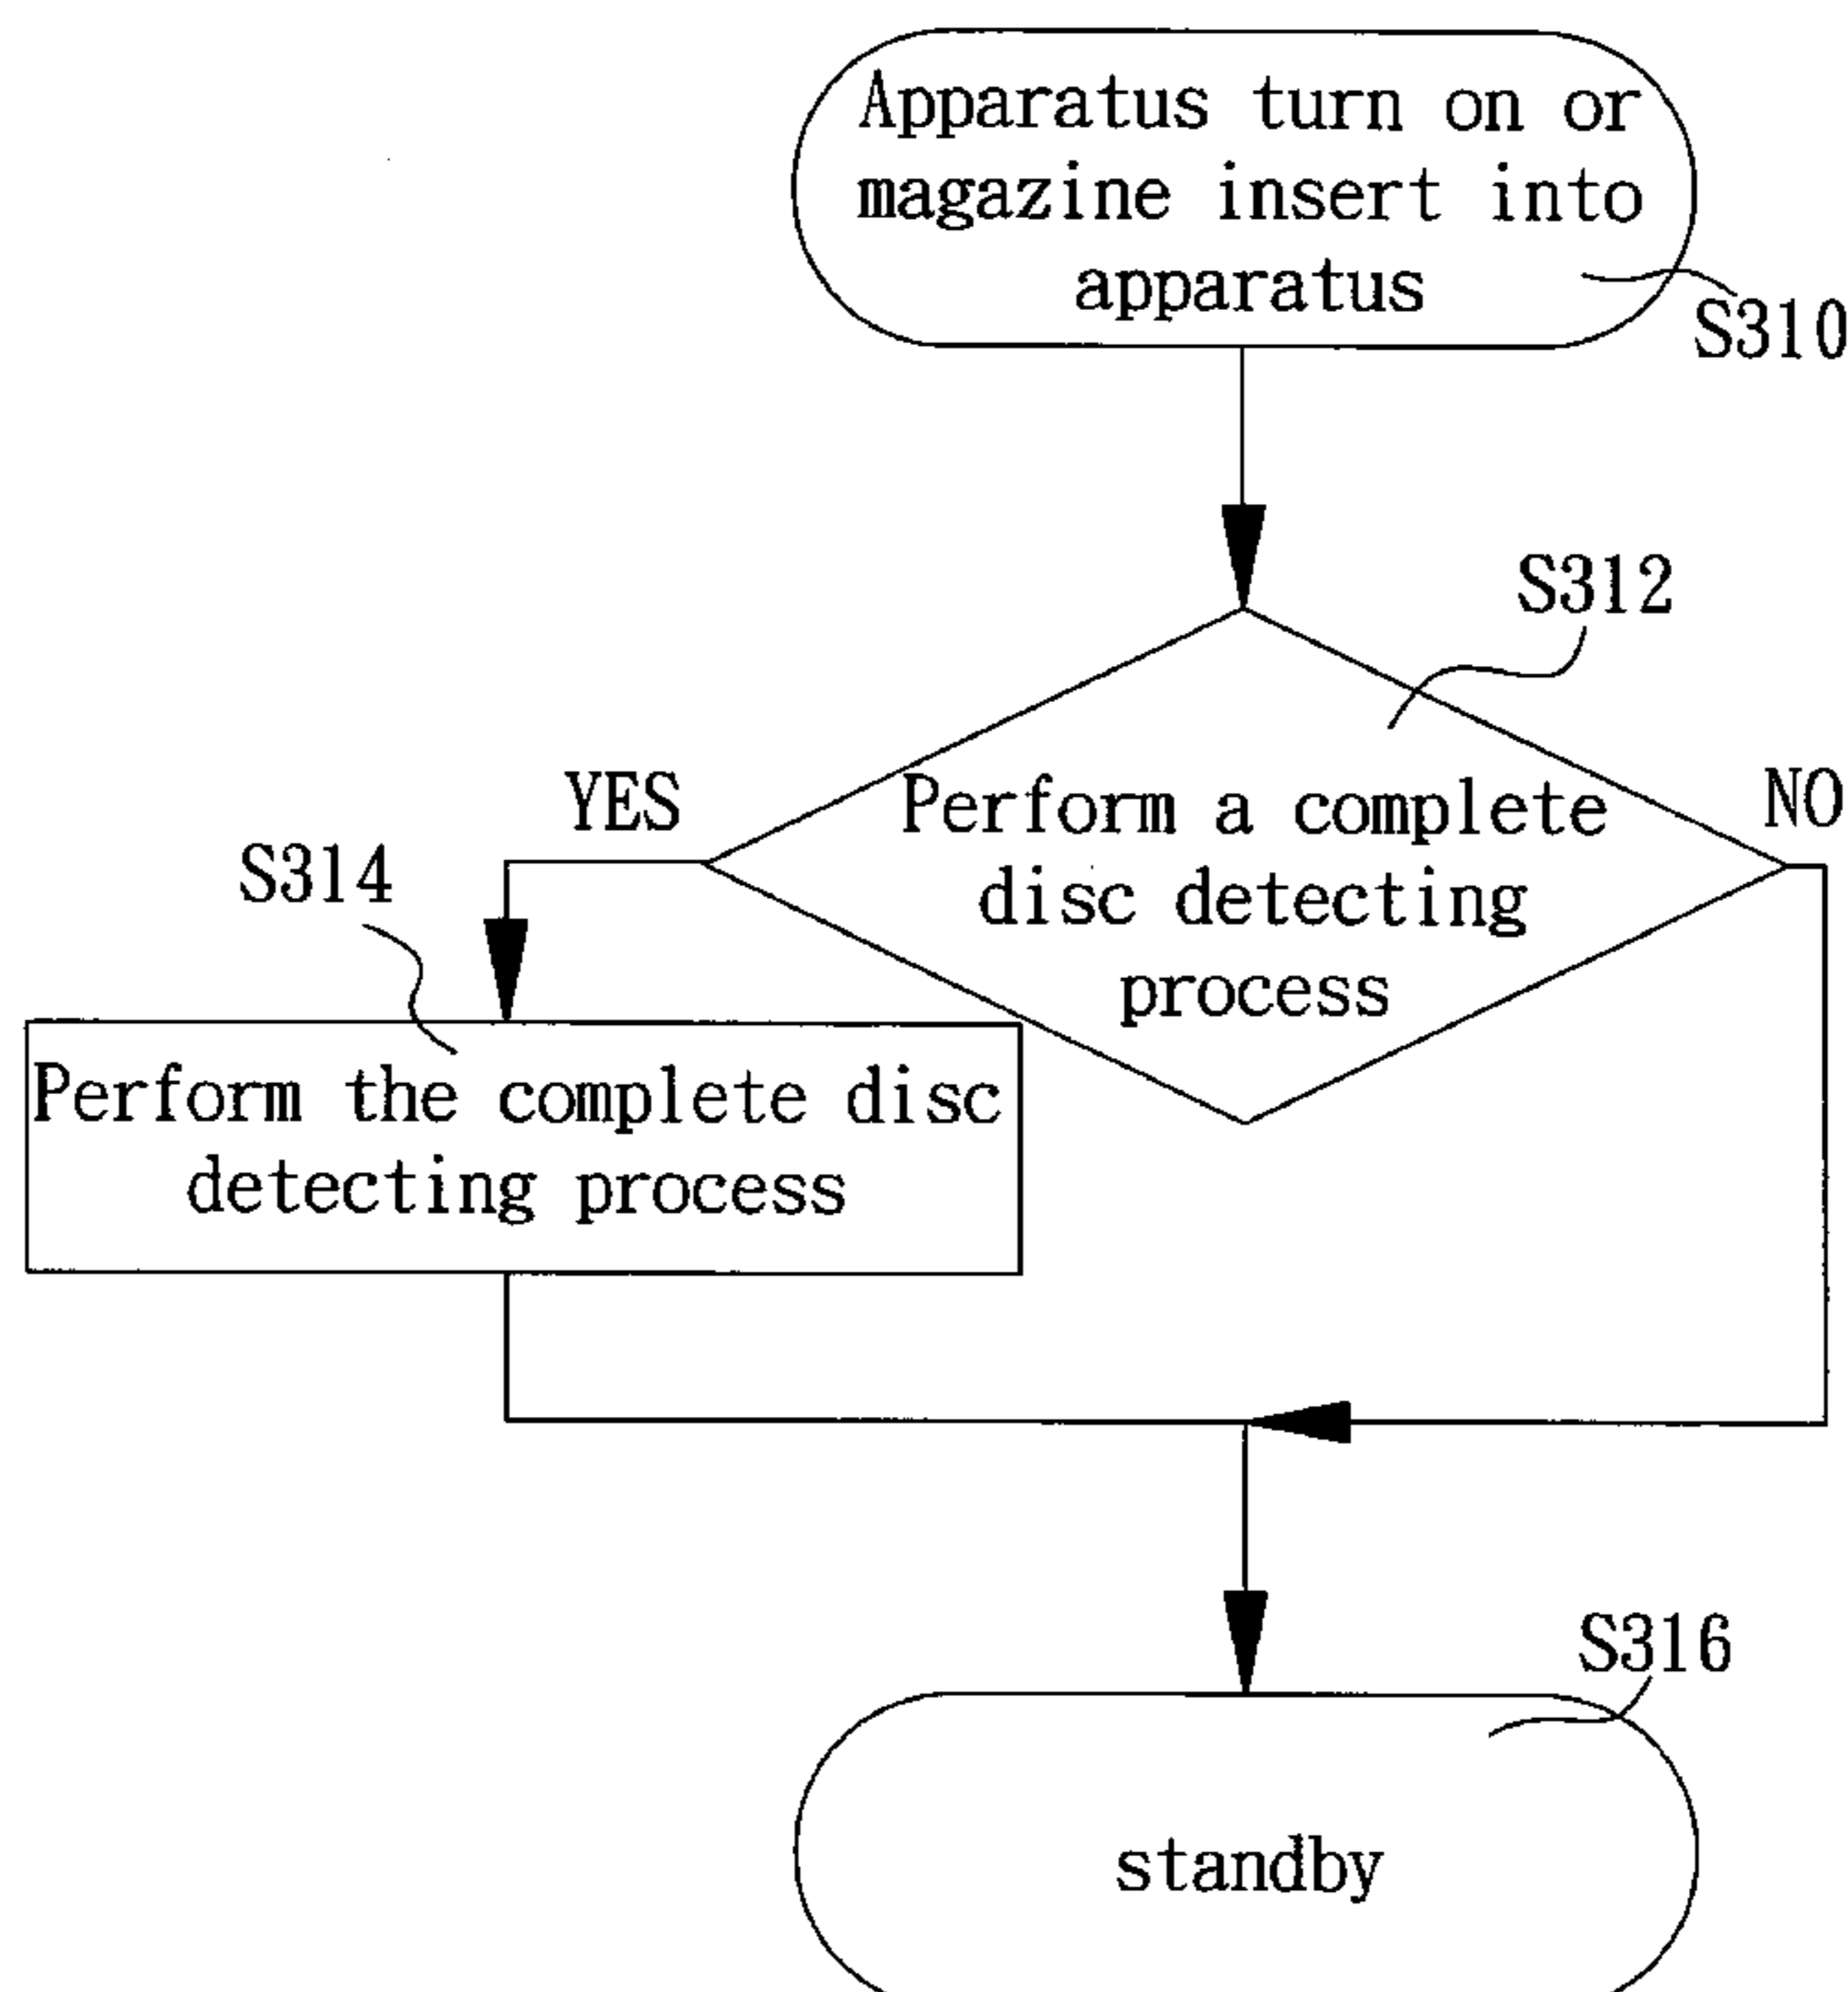 Apparatus turn on or
magazine insert into
apparatus
S310
S312
Perform a complete
disc detecting
process
YES
NO
S314
Perform the complete disc
detecting process
S316
standby